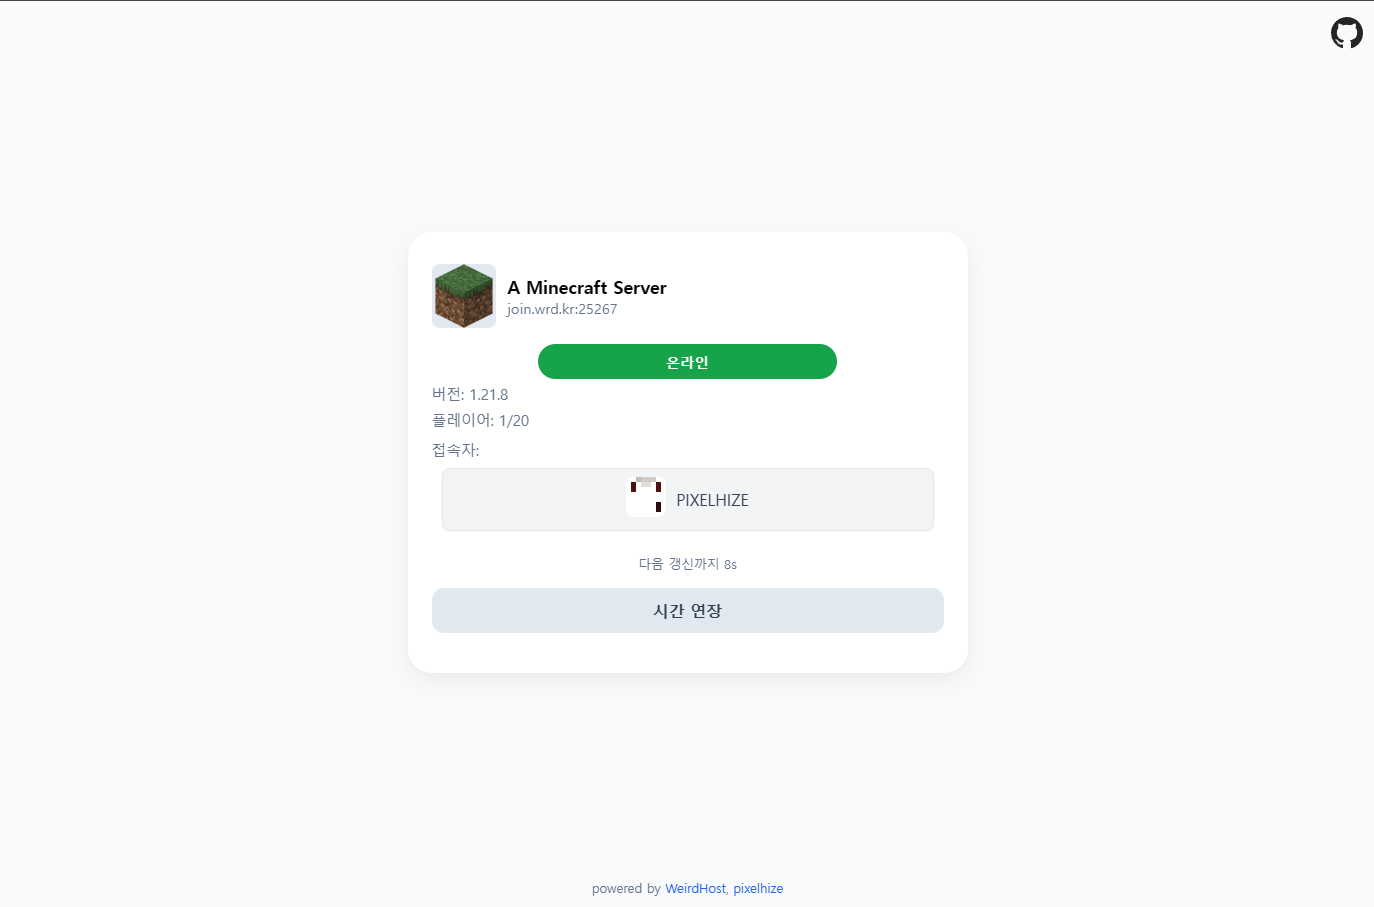 A Minecraft Server
join.wrd.kr:25267
온라인
버전: 1.21.8
플레이어: 1/20
접속자:
PIXELHIZE
다음 갱신까지 8s
시간 연장
powered by WeirdHost, pixelhize